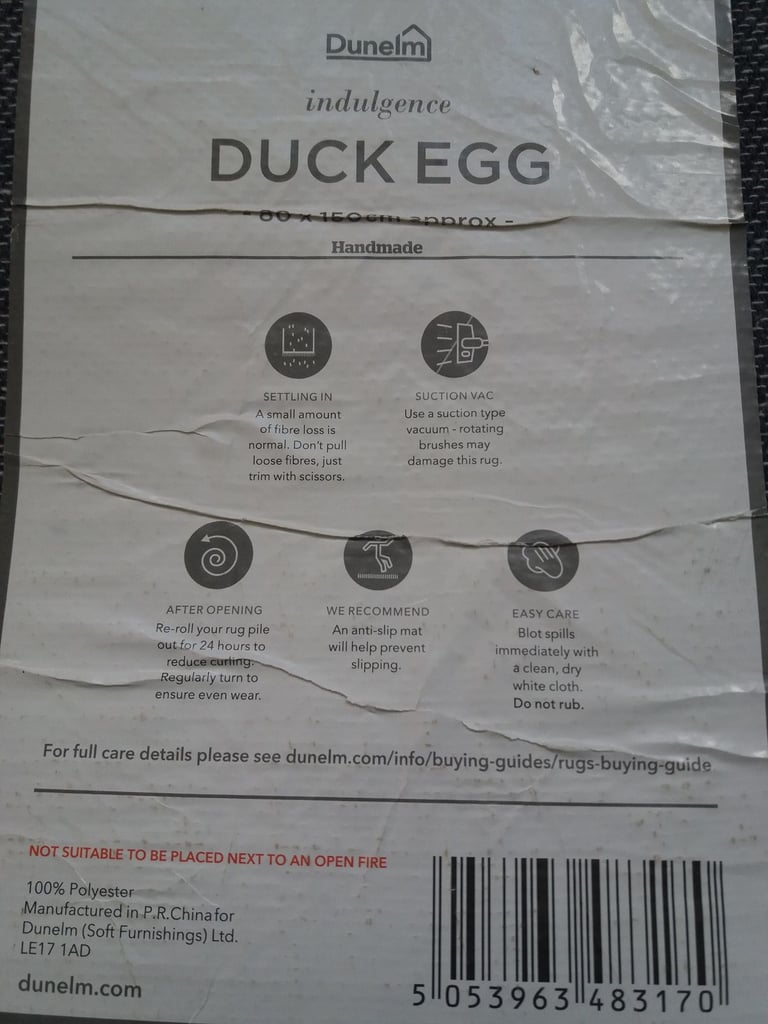 Dunelm
indulgence
DUCK EGG
- 80 x 150cm approx -
Handmade
SETTLING IN
A small amount
of fibre loss is
normal. Don't pull
loose fibres, just
trim with scissors.
SUCTION VAC
Use a suction type
vacuum - rotating
brushes may
damage this rug.
AFTER OPENING
Re-roll your rug pile
out for 24 hours to
reduce curling.
Regularly turn to
ensure even wear.
WE RECOMMEND
An anti-slip mat
will help prevent
slipping.
EASY CARE
Blot spills
immediately with
a clean, dry
white cloth.
Do not rub.
For full care details please see dunelm.com/info/buying-guides/rugs-buying-guide
NOT SUITABLE TO BE PLACED NEXT TO AN OPEN FIRE
100% Polyester
Manufactured in P.R.China for
Dunelm (Soft Furnishings) Ltd.
LE17 1AD
dunelm.com
5 053963 483170